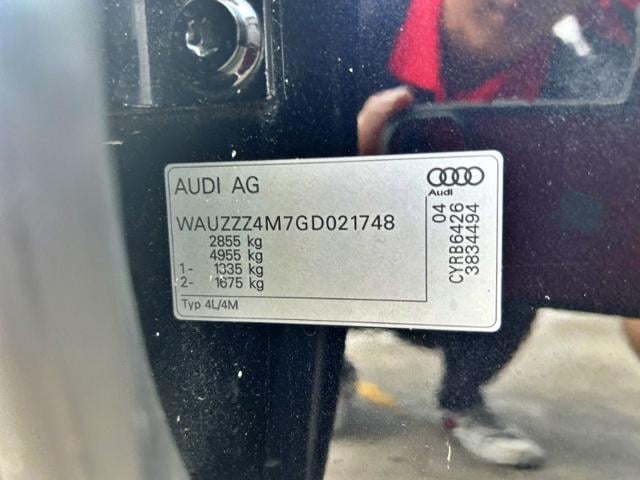 AUDI AG
Audi
WAUZZZ4M7GD021748
2855 kg
4955 kg
1- 1335 kg
2- 1675 kg
Typ 4L/4M
04
CYRB6426
3834494